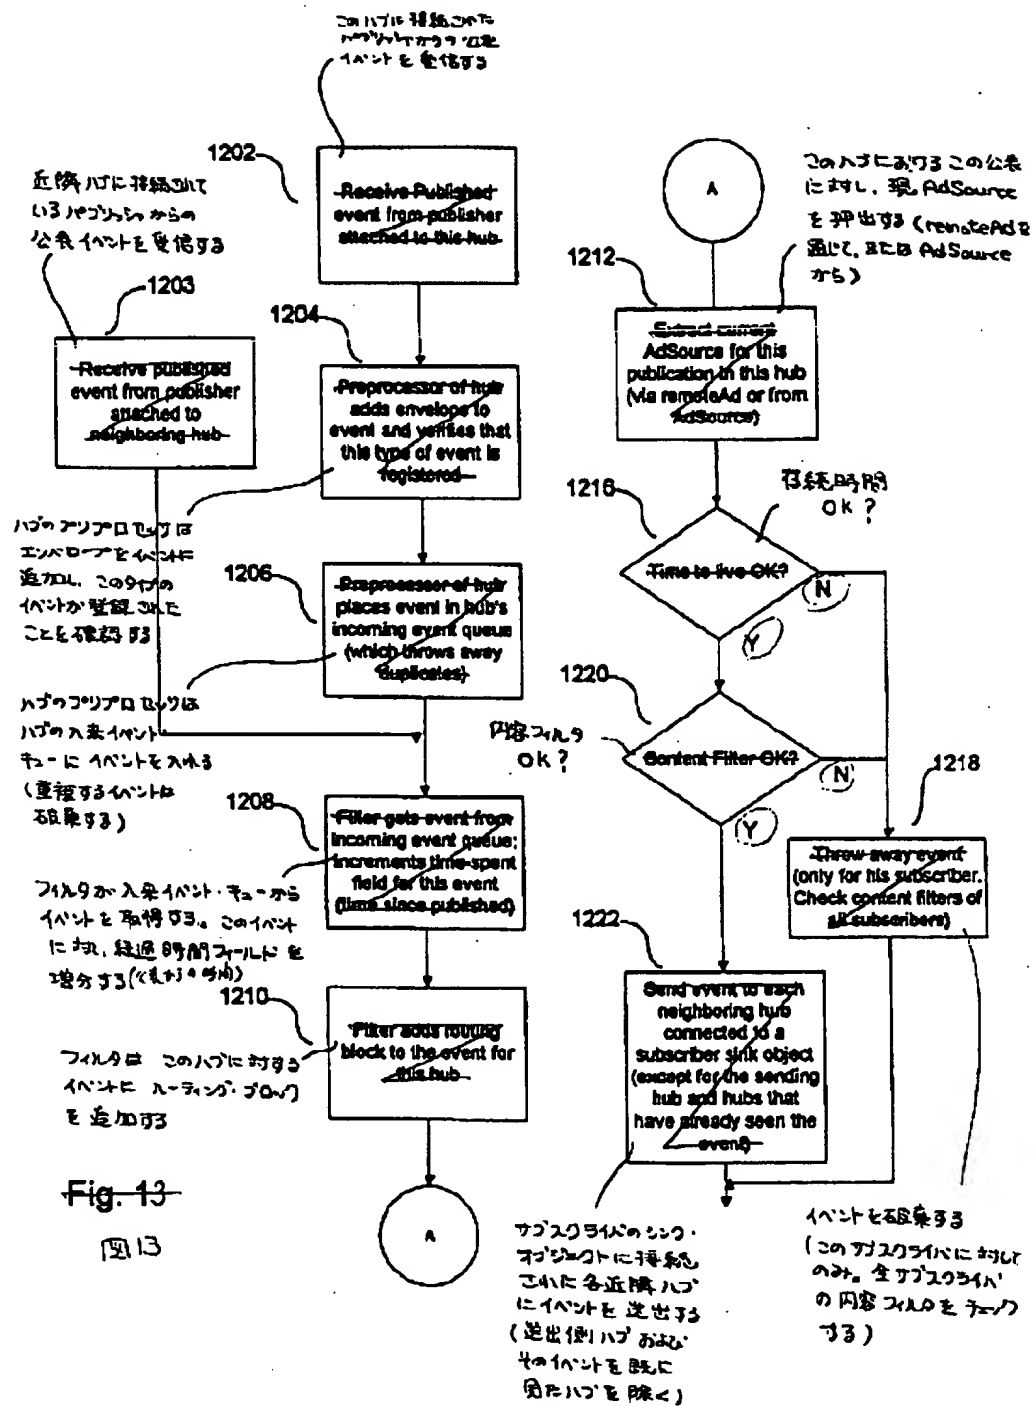 このハブに接続された
パブリッシャからの公表
イベントを受信する
1202
Receive Published
event from publisher
attached to this hub
近隣ハブに接続されて
いるパブリッシャからの
公表イベントを受信する
1203
Receive published
event from publisher
attached to
neighboring hub
1204
Preprocessor of hub
adds envelope to
event and verifies that
this type of event is
registered
ハブのプリプロセッサは
エンベロープをイベントに
追加し、このタイプの
イベントが登録された
ことを確認する
1206
Preprocessor of hub
places event in hub's
incoming event queue
(which throws away
duplicates)
ハブのプリプロセッサは
ハブの入来イベント
キューにイベントを入れる
(重複するイベントは
破棄する)
1208
Filter gets event from
incoming event queue;
increments time-spent
field for this event
(time since published)
フィルタが入来イベント・キューから
イベントを取得する。このイベント
に対し、経過時間フィールドを
増分する(公表からの時間)
1210
Filter adds routing
block to the event for
this hub
フィルタは このハブに対する
イベントに ルーティング・ブロック
を追加する
A
Fig. 13
図13
A
このハブにおけるこの公表
に対し、現 AdSource
を抽出する (remoteAdを
通じて、または AdSource
から)
1212
Extract current
AdSource for this
publication in this hub
(via remoteAd or from
AdSource)
1216
存続時間
OK?
Time to live OK?
N
Y
1220
内容フィルタ
OK?
Content Filter OK?
N
Y
1218
Throw away event
(only for his subscriber.
Check content filters of
all subscribers)
1222
Send event to each
neighboring hub
connected to a
subscriber sink object
(except for the sending
hub and hubs that
have already seen the
event)
サブスクライバのシンク・
オブジェクトに接続
された各近隣ハブ
にイベントを送出する
(送出側ハブおよび
そのイベントを既に
見たハブを除く)
イベントを破棄する
(このサブスクライバに対して
のみ。全サブスクライバ
の内容フィルタをチェック
する)